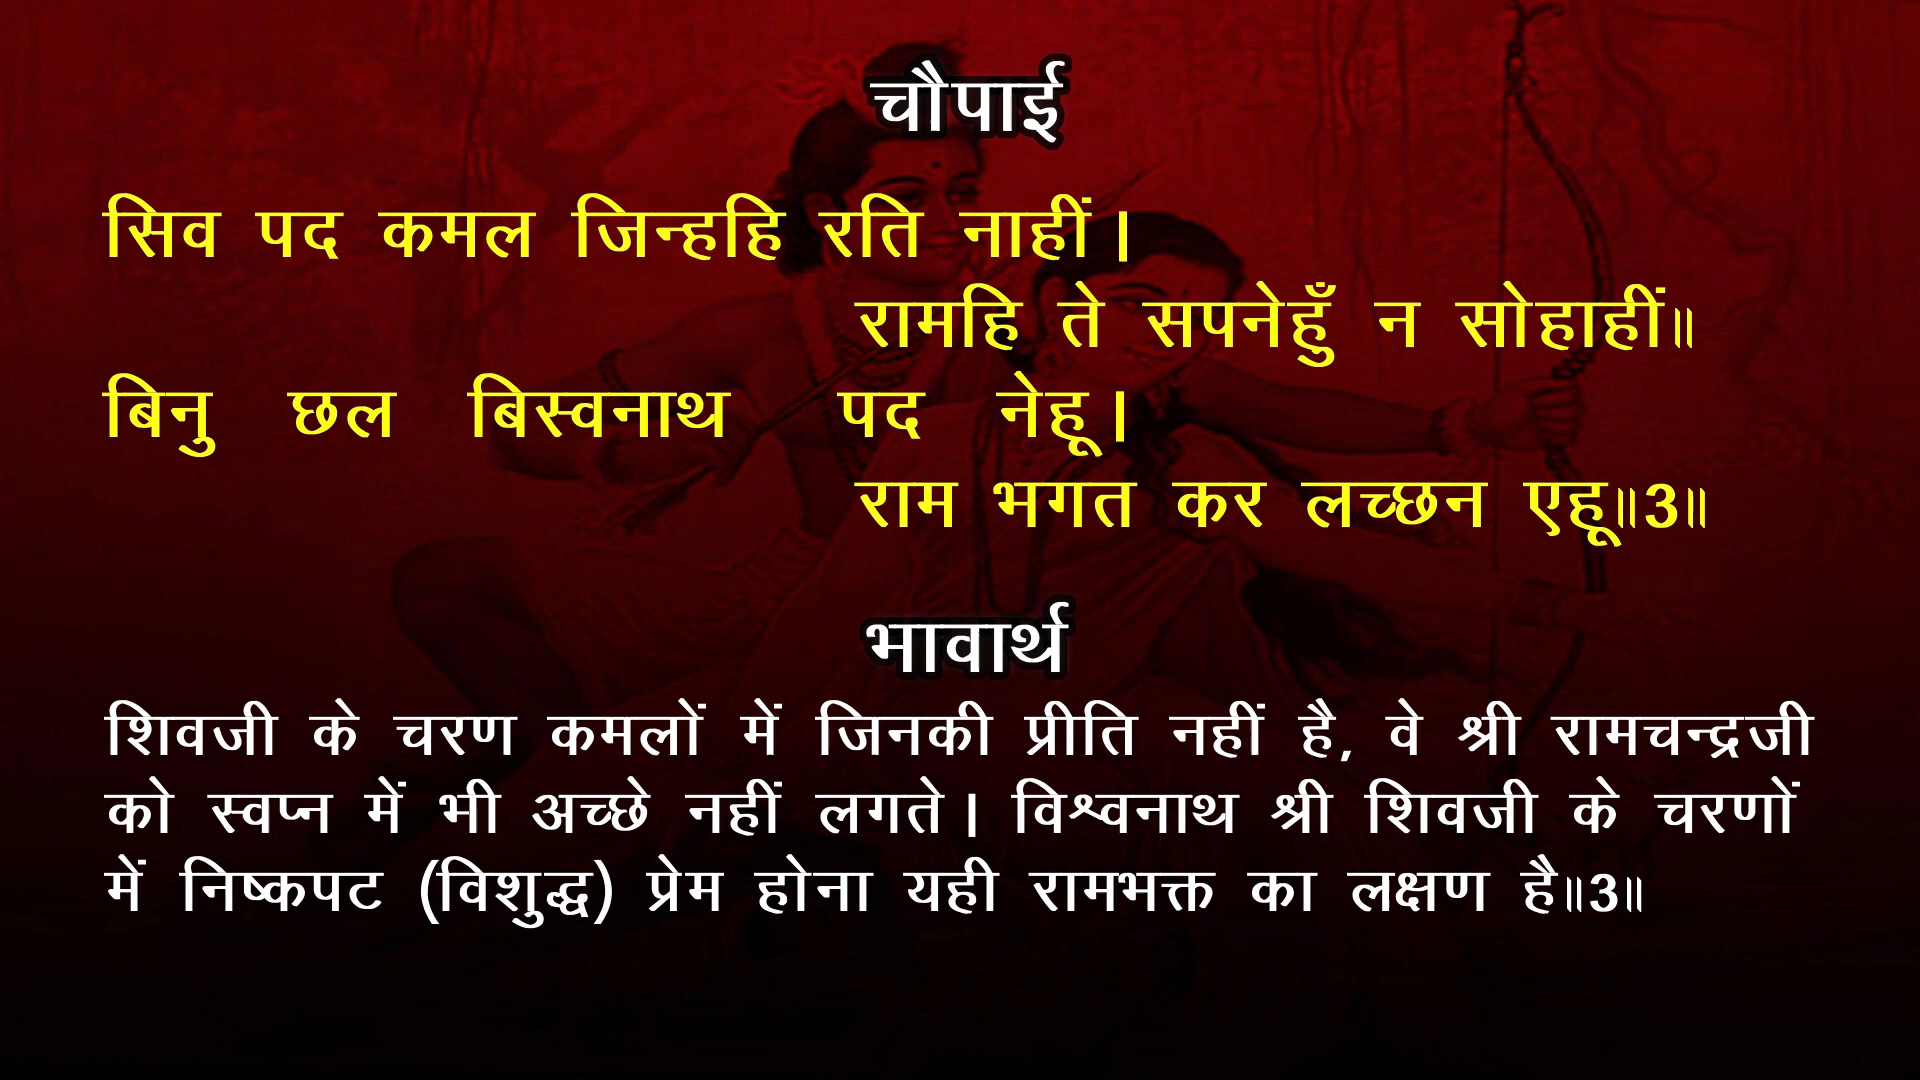 चौपाई
सिव पद कमल जिन्हहि रति नाहीं।
रामहि ते सपनेहुँ न सोहाहीं॥
बिनु छल बिस्वनाथ पद नेहू।
राम भगत कर लच्छन एहू॥3॥
भावार्थ
शिवजी के चरण कमलों में जिनकी प्रीति नहीं है, वे श्री रामचन्द्रजी
को स्वप्न में भी अच्छे नहीं लगते। विश्वनाथ श्री शिवजी के चरणों
में निष्कपट (विशुद्ध) प्रेम होना यही रामभक्त का लक्षण है॥3॥